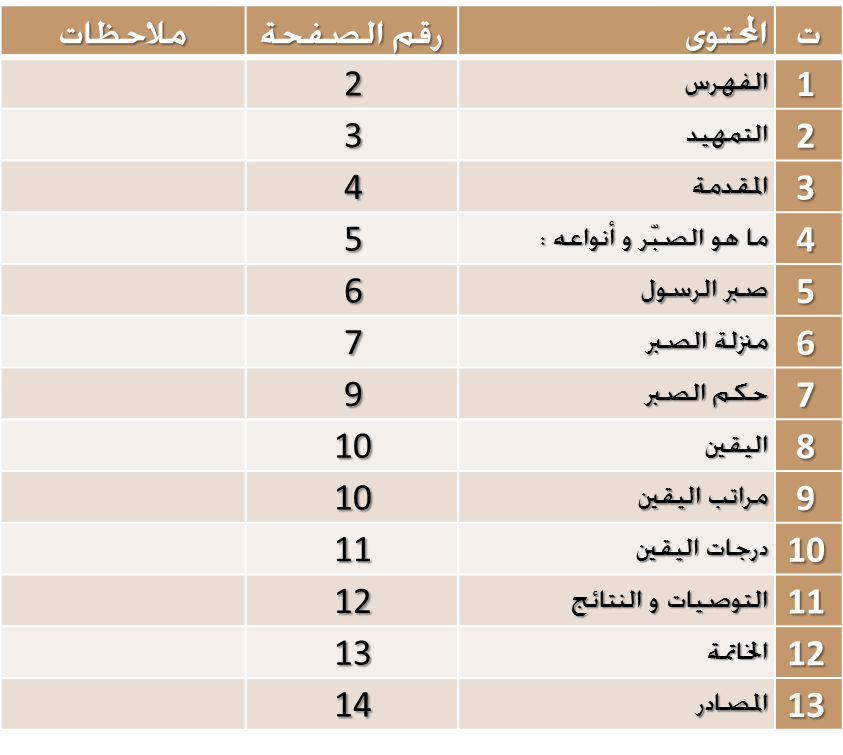 ت المحتوى رقم الصفحة ملاحظات
1 الفهرس 2
2 التمهيد 3
3 المقدمة 4
4 ما هو الصبّر و أنواعه : 5
5 صبر الرسول 6
6 منزلة الصبر 7
7 حكم الصبر 9
8 اليقين 10
9 مراتب اليقين 10
10 درجات اليقين 11
11 التوصيات و النتائج 12
12 الخاتمة 13
13 المصادر 14